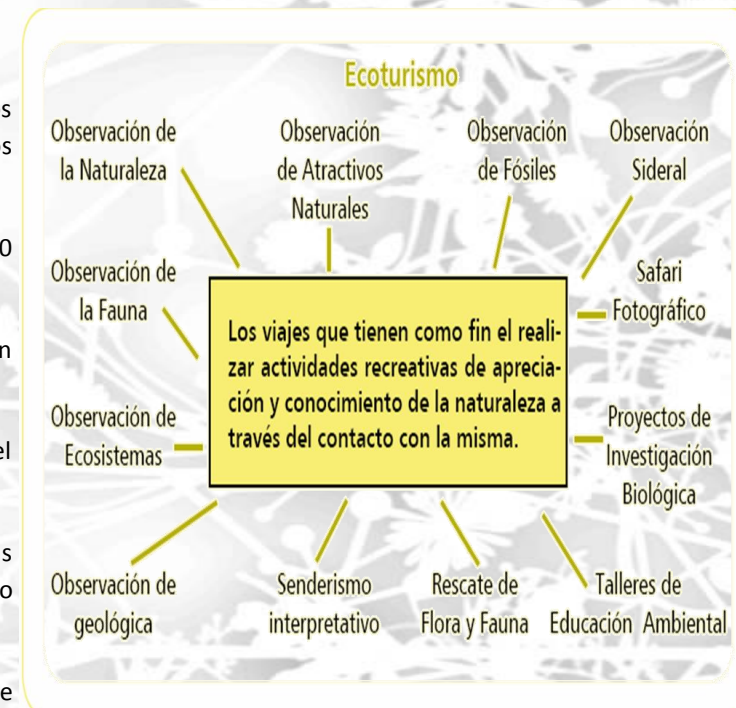 Ecoturismo
Observación de
la Naturaleza
Observación
de Atractivos
Naturales
Observación
de Fósiles
Observación
Sideral
Observación de
la Fauna
Safari
Fotográfico
Los viajes que tienen como fin el reali-
zar actividades recreativas de aprecia-
ción y conocimiento de la naturaleza a
través del contacto con la misma.
Observación de
Ecosistemas
Proyectos de
Investigación
Biológica
Observación de
geológica
Senderismo
interpretativo
Rescate de
Flora y Fauna
Talleres de
Educación Ambiental